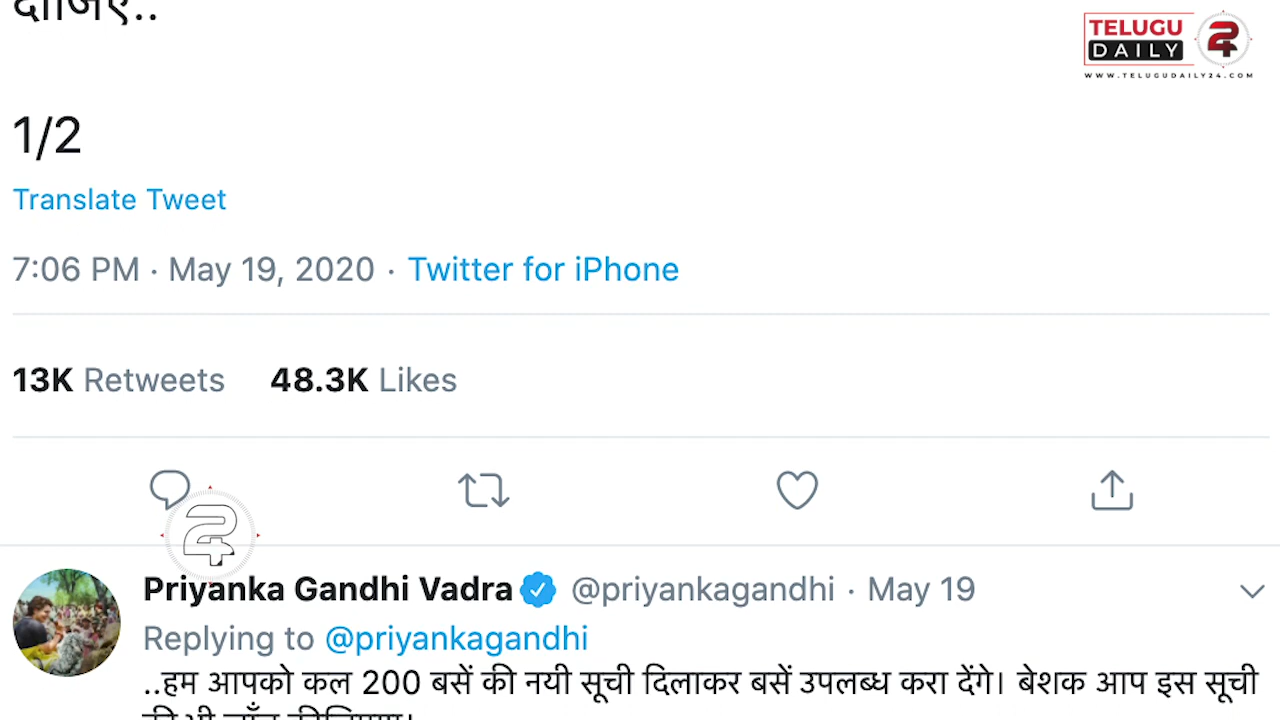 TELUGU
DAILY
24
WWW.TELUGUDAILY24.COM
1/2
Translate Tweet
7:06 PM · May 19, 2020 · Twitter for iPhone
13K Retweets 48.3K Likes
24
Priyanka Gandhi Vadra @priyankagandhi · May 19
Replying to @priyankagandhi
..हम आपको कल 200 बसें की नयी सूची दिलाकर बसें उपलब्ध करा देंगे। बेशक आप इस सूची